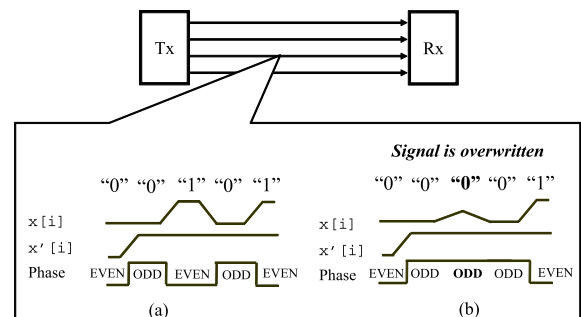 Tx
Rx
Signal is overwritten
“0” “0” “1” “0” “1”
“0” “0” “0” “0” “1”
x[i]
x'[i]
Phase
EVEN ODD EVEN ODD EVEN
(a)
x[i]
x'[i]
Phase
EVEN ODD ODD ODD EVEN
(b)